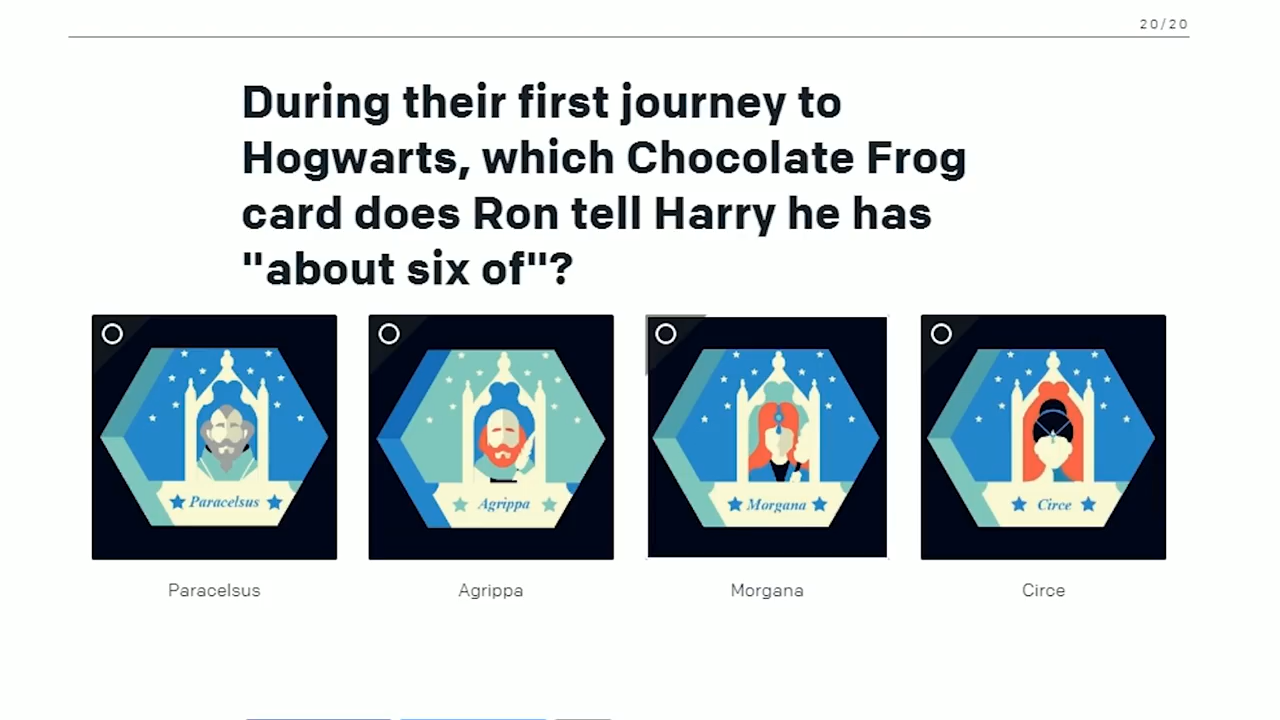 20/20
During their first journey to
Hogwarts, which Chocolate Frog
card does Ron tell Harry he has
"about six of"?
Paracelsus
Agrippa
Morgana
Circe
Paracelsus
Agrippa
Morgana
Circe